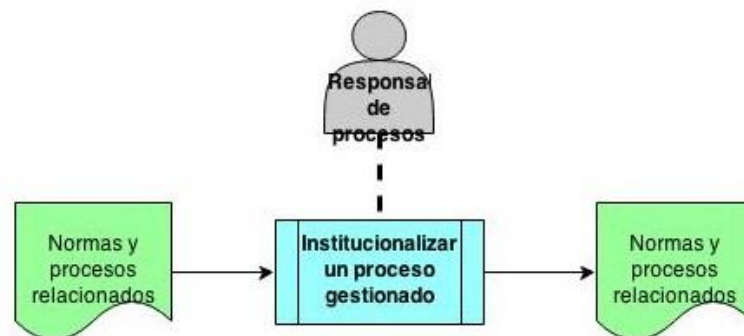 Responsa
de
procesos
Normas y
procesos
relacionados
Institucionalizar
un proceso
gestionado
Normas y
procesos
relacionados